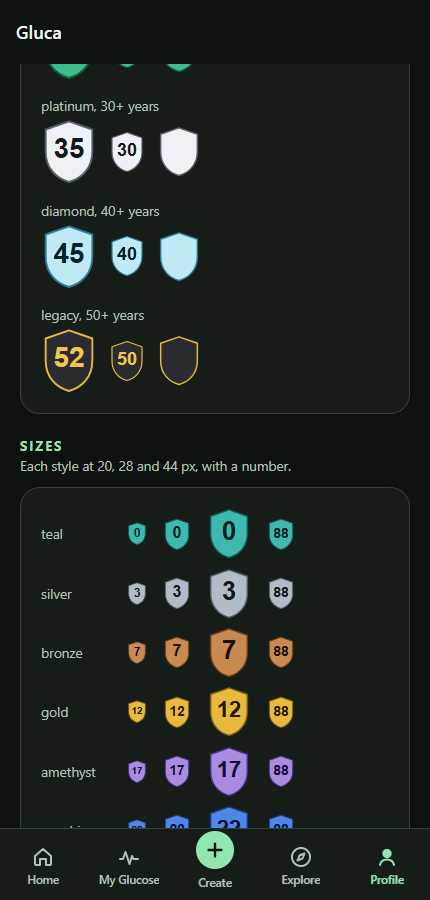 Gluca
platinum, 30+ years
35 30
diamond, 40+ years
45 40
legacy, 50+ years
52 50
SIZES
Each style at 20, 28 and 44 px, with a number.
teal 0 0 0 88
silver 3 3 3 88
bronze 7 7 7 88
gold 12 12 12 88
amethyst 17 17 17 88
Home My Glucose Create Explore Profile